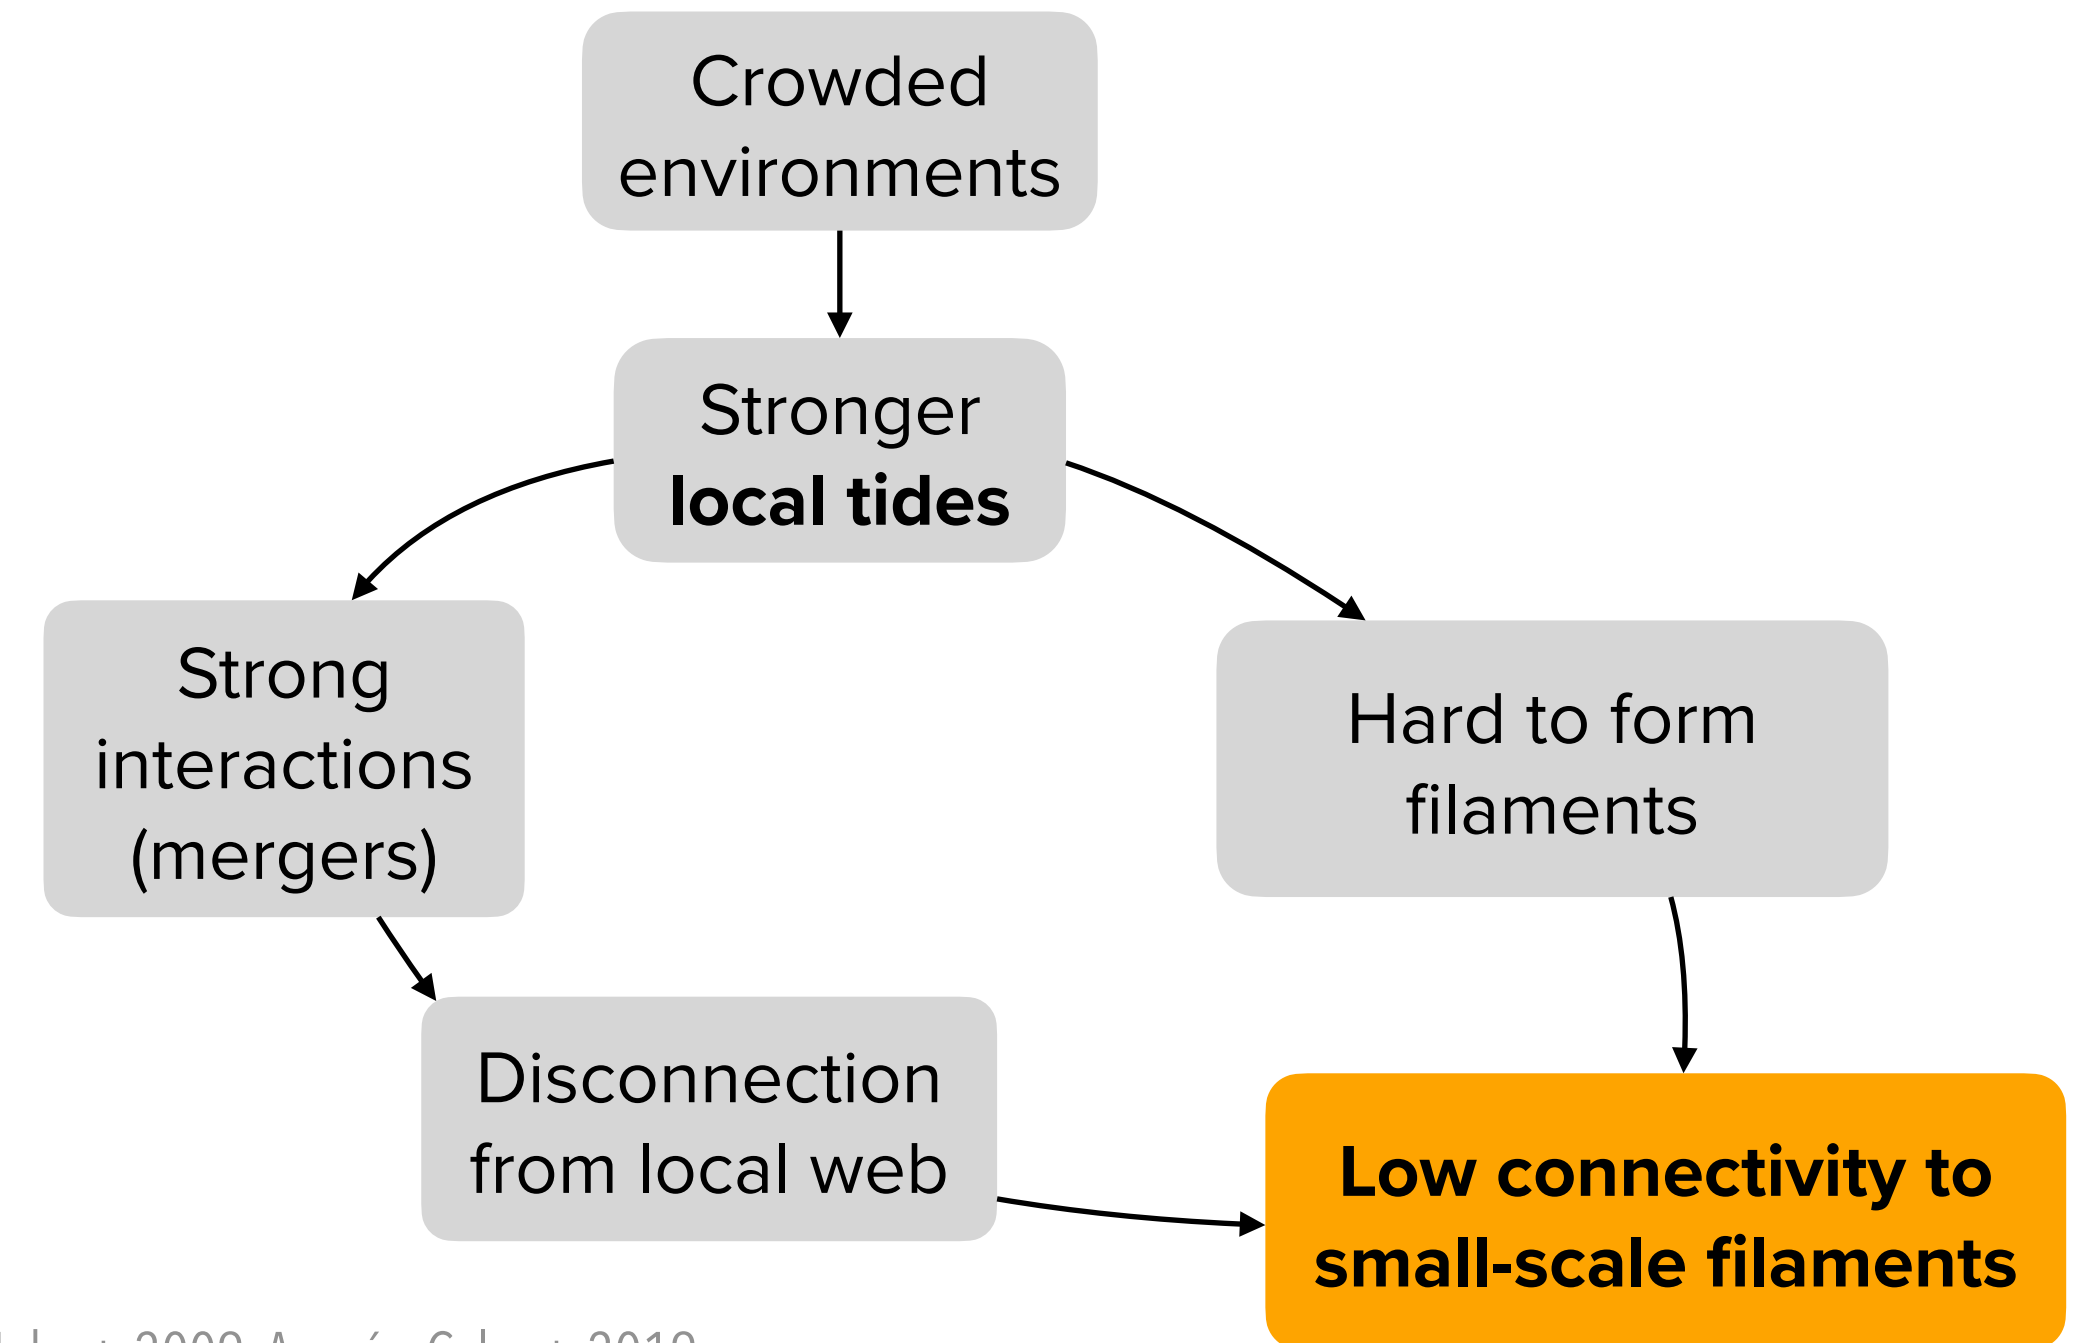 Crowded
environments
Stronger
local tides
Strong
interactions
(mergers)
Hard to form
filaments
Disconnection
from local web
Low connectivity to
small-scale filaments
2019